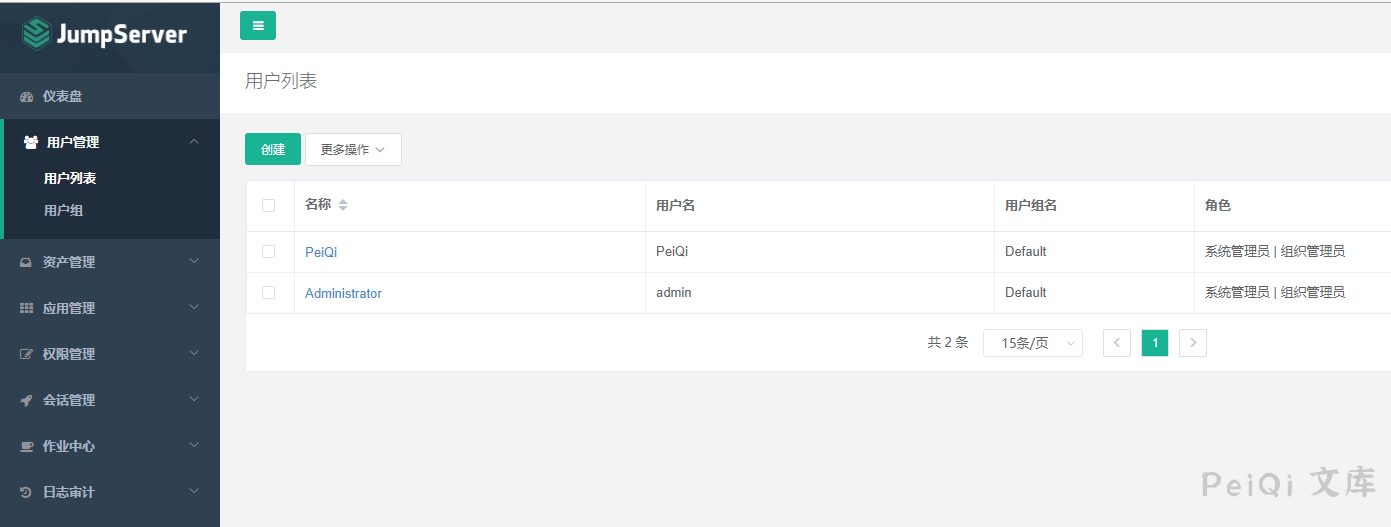 JumpServer
仪表盘
用户管理
用户列表
用户组
资产管理
应用管理
权限管理
会话管理
作业中心
日志审计
用户列表
创建 更多操作
名称 用户名 用户组名 角色
PeiQi PeiQi Default 系统管理员 | 组织管理员
Administrator admin Default 系统管理员 | 组织管理员
共 2 条 15条/页 1
PeiQi 文库